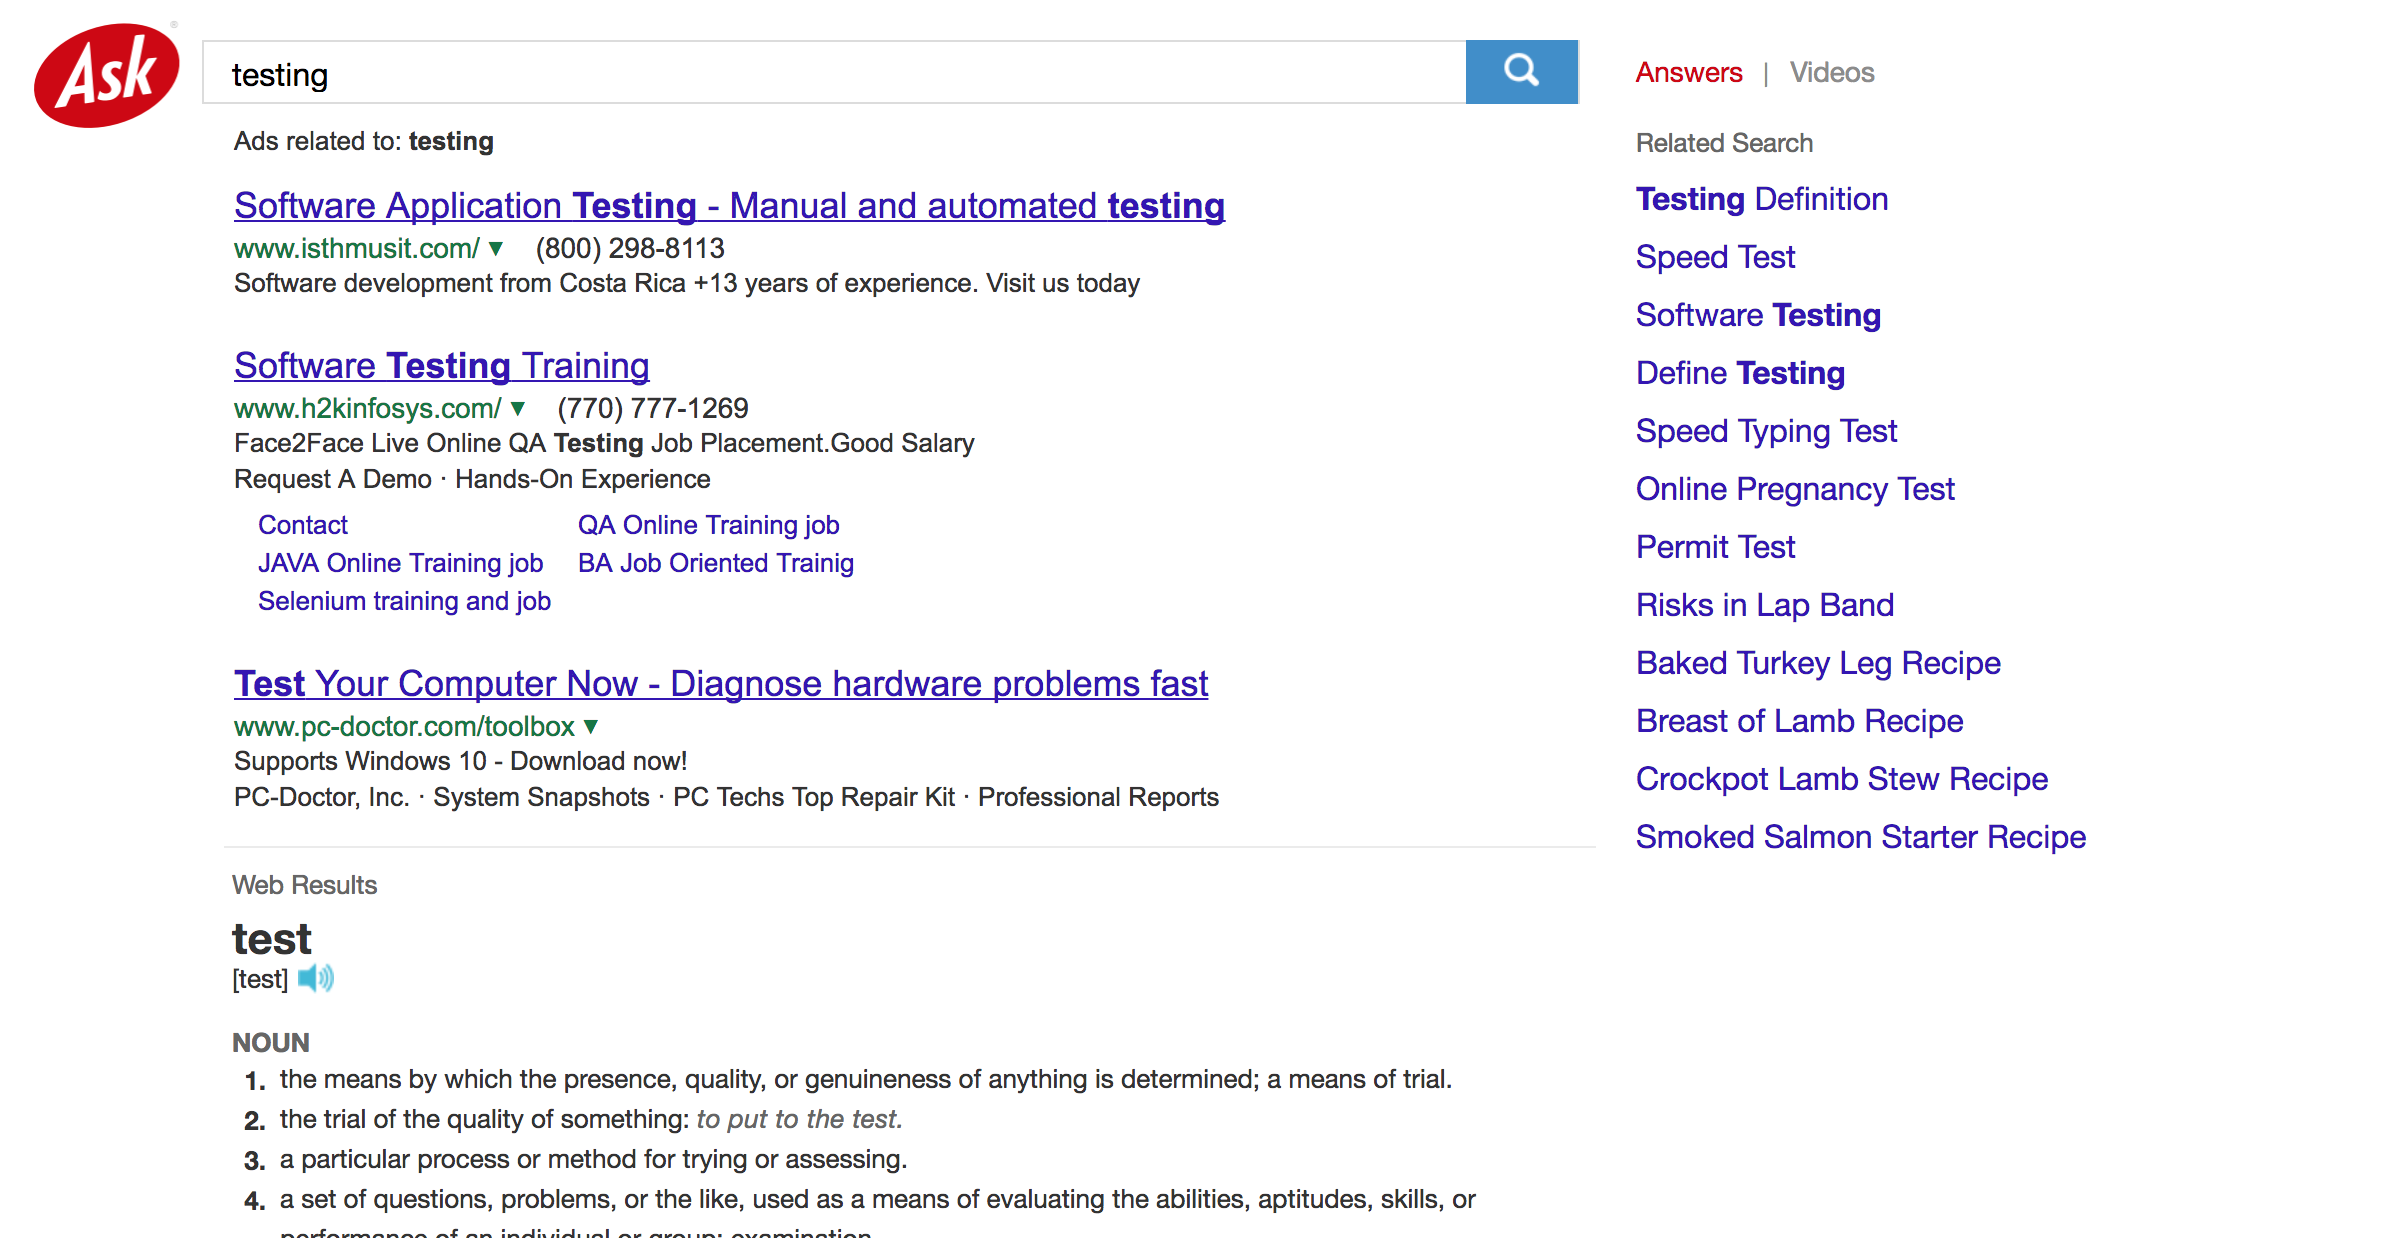 Ask®
testing
Answers | Videos
Ads related to: testing
Software Application Testing - Manual and automated testing
www.isthmusit.com/ ▼ (800) 298-8113
Software development from Costa Rica +13 years of experience. Visit us today
Software Testing Training
www.h2kinfosys.com/ ▼ (770) 777-1269
Face2Face Live Online QA Testing Job Placement.Good Salary
Request A Demo · Hands-On Experience
Contact
QA Online Training job
JAVA Online Training job
BA Job Oriented Trainig
Selenium training and job
Test Your Computer Now - Diagnose hardware problems fast
www.pc-doctor.com/toolbox ▼
Supports Windows 10 - Download now!
PC-Doctor, Inc. · System Snapshots · PC Techs Top Repair Kit · Professional Reports
Web Results
test
[test]
NOUN
1. the means by which the presence, quality, or genuineness of anything is determined; a means of trial.
2. the trial of the quality of something: to put to the test.
3. a particular process or method for trying or assessing.
4. a set of questions, problems, or the like, used as a means of evaluating the abilities, aptitudes, skills, or
performance of an individual or group; examination.
Related Search
Testing Definition
Speed Test
Software Testing
Define Testing
Speed Typing Test
Online Pregnancy Test
Permit Test
Risks in Lap Band
Baked Turkey Leg Recipe
Breast of Lamb Recipe
Crockpot Lamb Stew Recipe
Smoked Salmon Starter Recipe